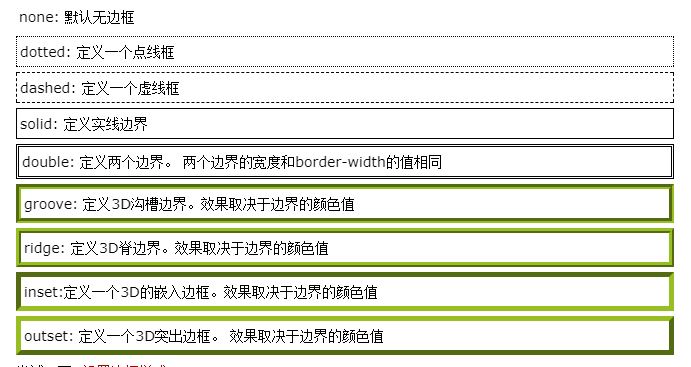 none: 默认无边框
dotted: 定义一个点线框
dashed: 定义一个虚线框
solid: 定义实线边界
double: 定义两个边界。 两个边界的宽度和border-width的值相同
groove: 定义3D沟槽边界。效果取决于边界的颜色值
ridge: 定义3D脊边界。效果取决于边界的颜色值
inset:定义一个3D的嵌入边框。效果取决于边界的颜色值
outset: 定义一个3D突出边框。 效果取决于边界的颜色值